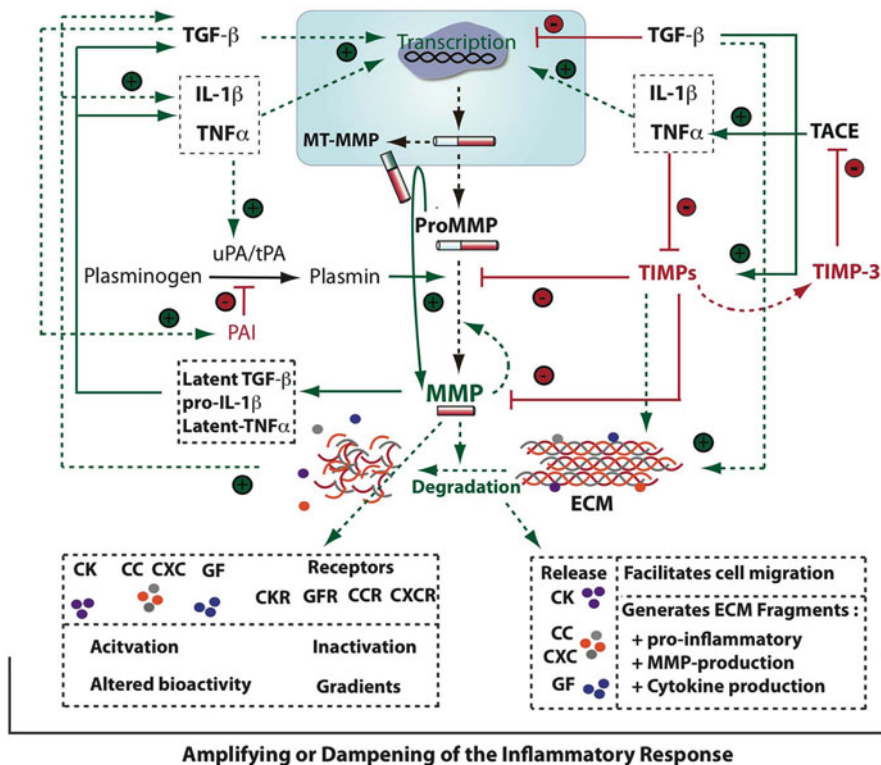 TGF-β
Transcription
-
TGF-β
+
+
+
IL-1β
TNFα
IL-1β
TNFα
+
TACE
MT-MMP
-
-
+
ProMMP
uPA/tPA
Plasminogen
Plasmin
+
TIMPs
TIMP-3
+
-
+
-
PAI
+
-
Latent TGF-β
pro-IL-1β
Latent-TNFα
MMP
+
+
Degradation
ECM
CK CC CXC GF
Receptors
CKR GFR CCR CXCR
Acitvation
Inactivation
Altered bioactivity
Gradients
Release
CK
CC
CXC
GF
Facilitates cell migration
Generates ECM Fragments :
+ pro-inflammatory
+ MMP-production
+ Cytokine production
Amplifying or Dampening of the Inflammatory Response